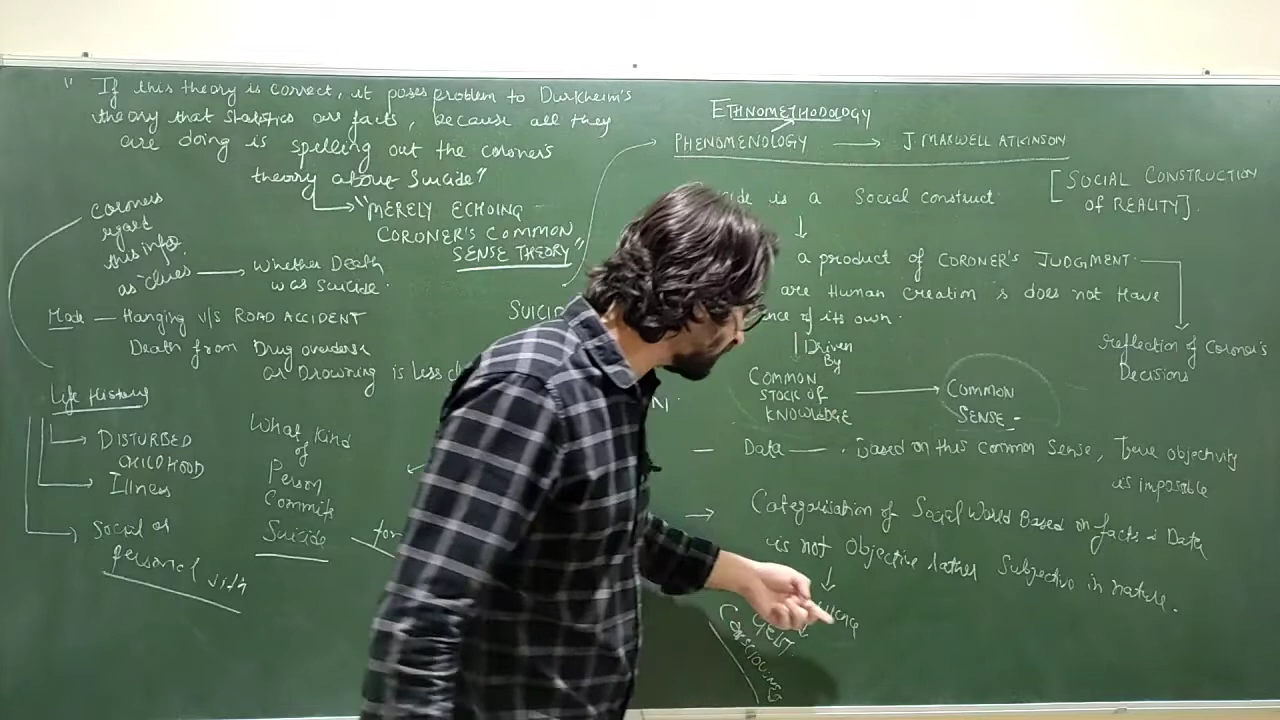 " If this theory is correct, it poses problem to Durkheim's
theory that statistics are facts, because all they
are doing is spelling out the coroner's
theory about Suicide"
"MERELY ECHOING
CORONER'S COMMON
SENSE THEORY"
Coroners
regard
this info.
as "clues
Whether Death
was suicide.
Mode — Hanging v/s ROAD ACCIDENT
Death from Drug overdose
or Drowning is Less
Life History
DISTURBED
CHILDHOOD
Illness
Social or
personal
What Kind
of
Person
Commits
Suicide
for
ETHNOMETHODOLOGY
PHENOMENOLOGY → J. MAXWELL ATKINSON
is a Social construct
[SOCIAL CONSTRUCTION
OF REALITY].
a product of CORONER'S JUDGMENT.
are Human Creation & does not Have
of its own.
Driven
By
Reflection of Coroner's
Decisions
COMMON
STOCK OF
KNOWLEDGE
COMMON
SENSE
— Data — . Based on this Common Sense, True objectivity
is imposable
→ Categorisation of Social World Based on facts & Data
is not Objective rather Subjective in nature.